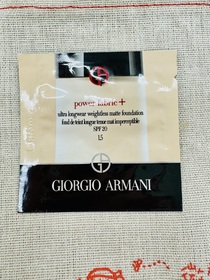 power fabric+
ultra longwear weightless matte foundation
fond de teint longue tenue mat imperceptible
SPF 20
1.5
GIORGIO ARMANI